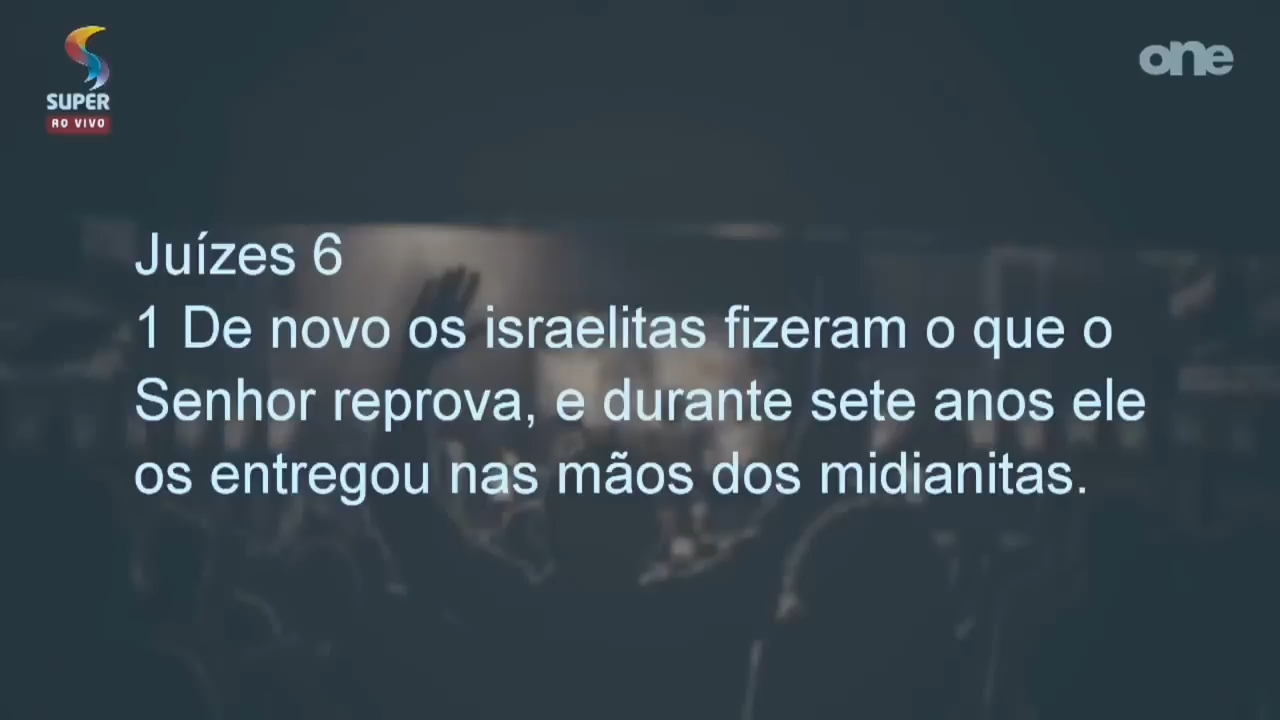 SUPER
AO VIVO
one
Juízes 6
1 De novo os israelitas fizeram o que o
Senhor reprova, e durante sete anos ele
os entregou nas mãos dos midianitas.